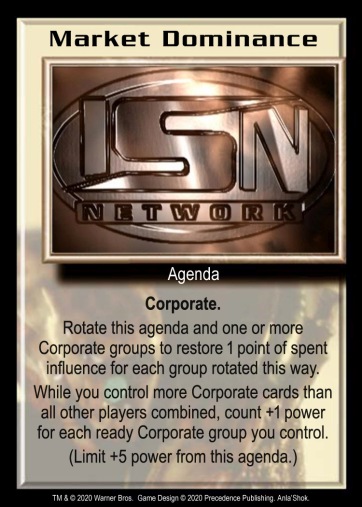 Market Dominance
ISN
NETWORK
Agenda
Corporate.
Rotate this agenda and one or more
Corporate groups to restore 1 point of spent
influence for each group rotated this way.
While you control more Corporate cards than
all other players combined, count +1 power
for each ready Corporate group you control.
(Limit +5 power from this agenda.)
TM & © 2020 Warner Bros. Game Design © 2020 Precedence Publishing. Anla'Shok.